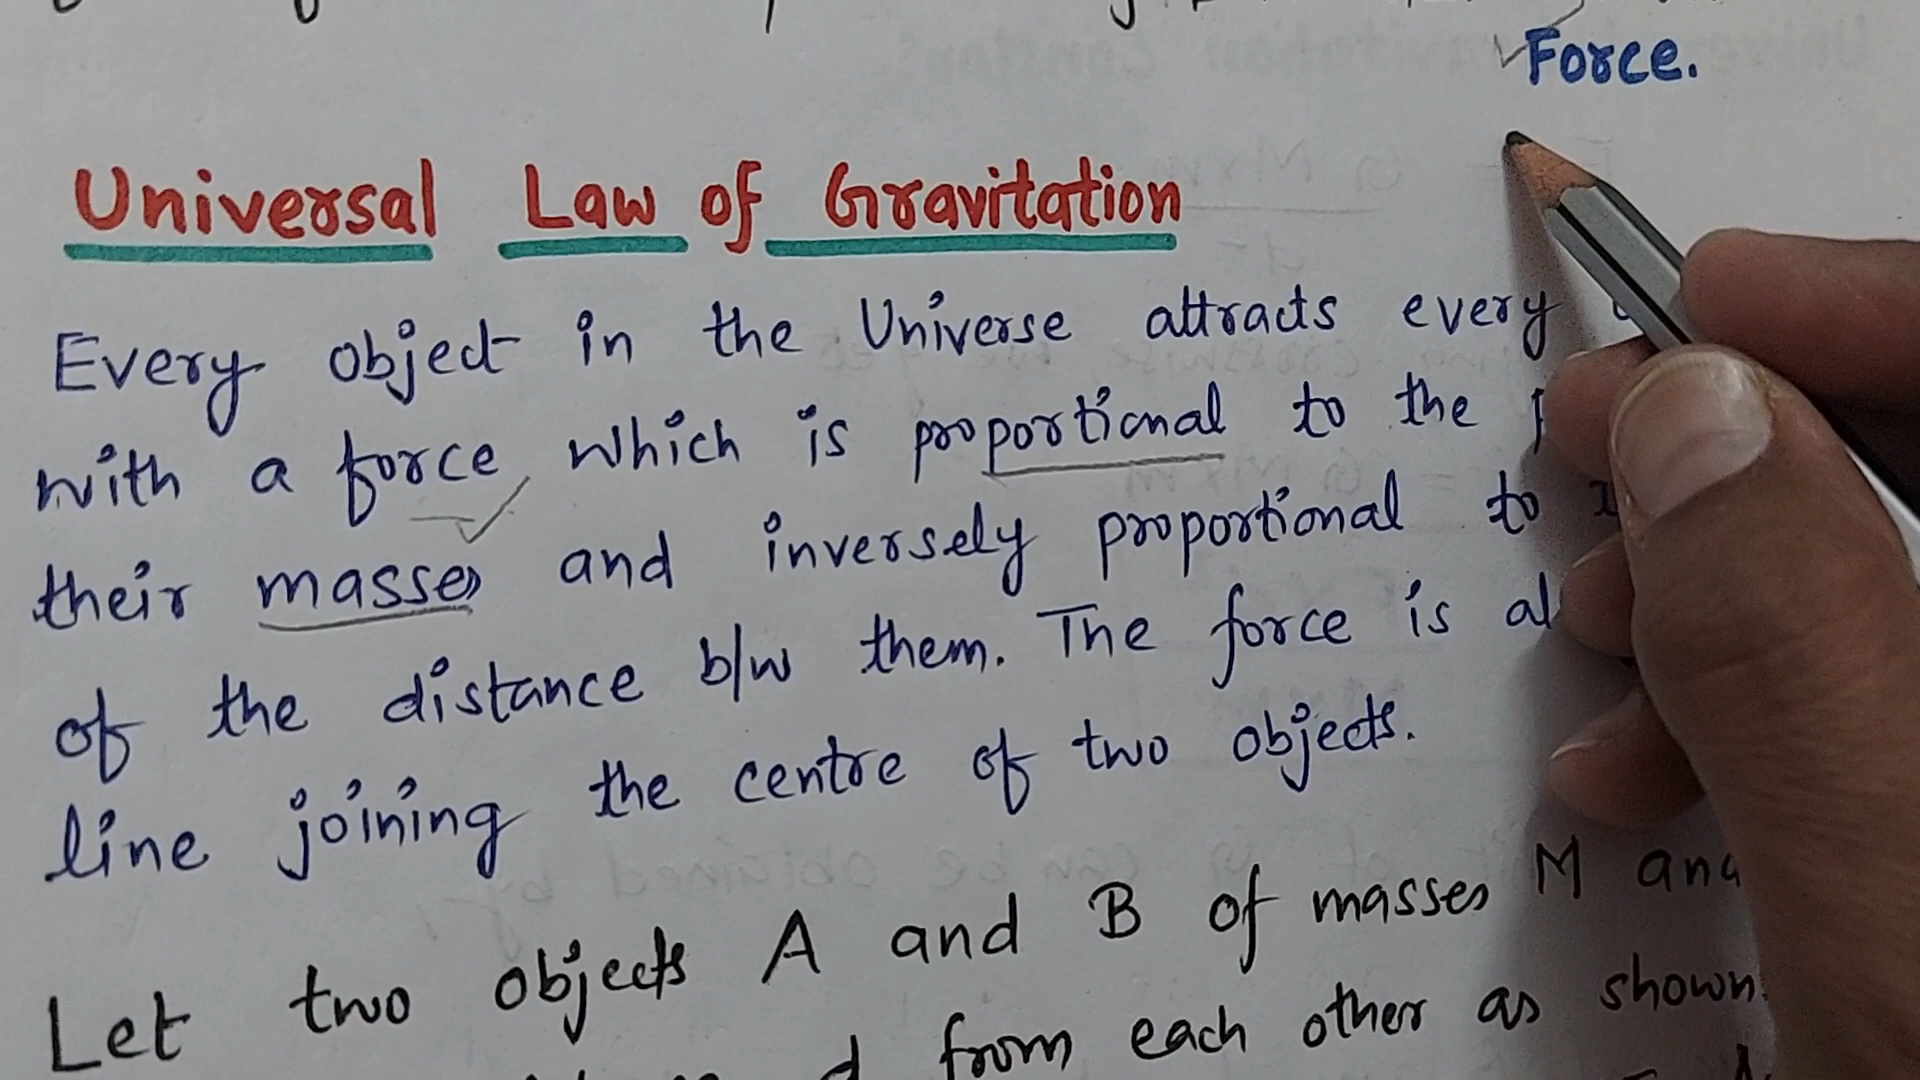 Force.
Universal Law of Gravitation
Every object in the Universe attracts every
with a force which is proportional to the
their masses and inversely proportional to
of the distance b/w them. The force is al
line joining the centre of two objects.
Let two objects A and B of masses M and
d from each other as shown